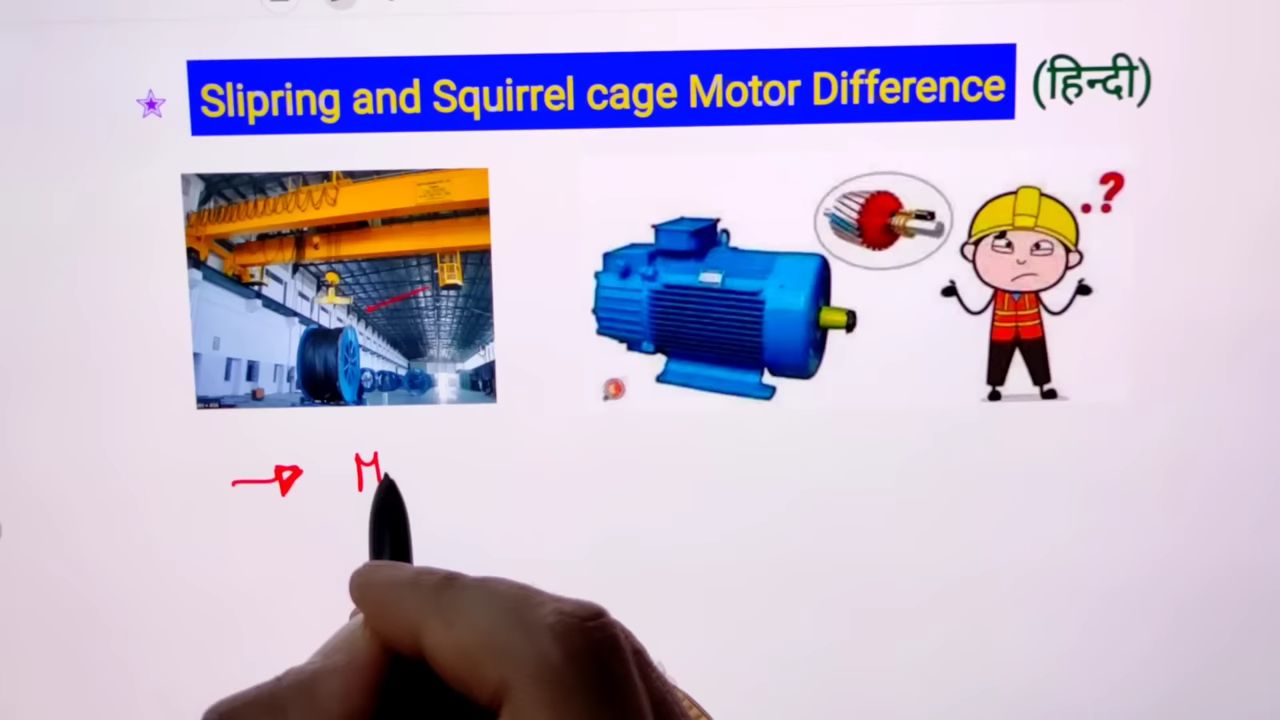 Slipring and Squirrel cage Motor Difference (हिन्दी)
.?
M